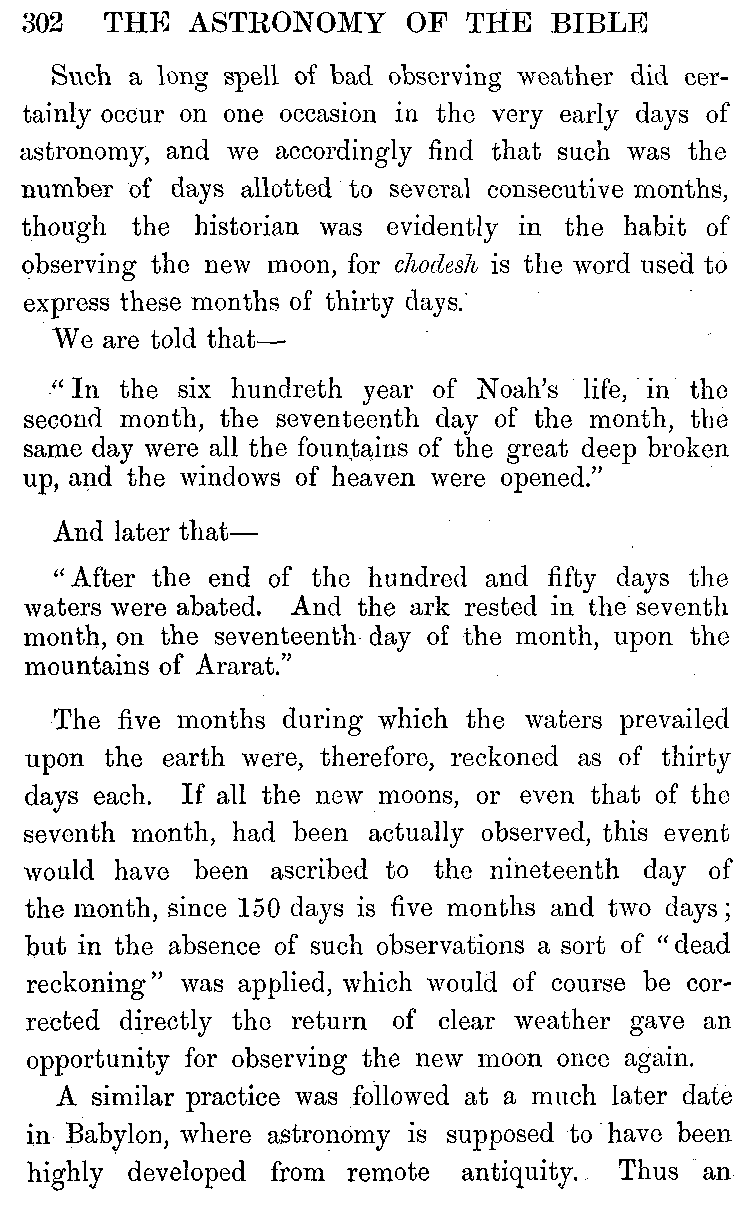 302 THE ASTRONOMY OF THE BIBLE
Such a long spell of bad observing weather did cer-
tainly occur on one occasion in the very early days of
astronomy, and we accordingly find that such was the
number of days allotted to several consecutive months,
though the historian was evidently in the habit of
observing the new moon, for chodesh is the word used to
express these months of thirty days.
We are told that—
“In the six hundreth year of Noah’s life, in the
second month, the seventeenth day of the month, the
same day were all the fountains of the great deep broken
up, and the windows of heaven were opened.”
And later that—
“After the end of the hundred and fifty days the
waters were abated. And the ark rested in the seventh
month, on the seventeenth day of the month, upon the
mountains of Ararat.”
The five months during which the waters prevailed
upon the earth were, therefore, reckoned as of thirty
days each. If all the new moons, or even that of the
seventh month, had been actually observed, this event
would have been ascribed to the nineteenth day of
the month, since 150 days is five months and two days;
but in the absence of such observations a sort of “dead
reckoning” was applied, which would of course be cor-
rected directly the return of clear weather gave an
opportunity for observing the new moon once again.
A similar practice was followed at a much later date
in Babylon, where astronomy is supposed to have been
highly developed from remote antiquity. Thus an